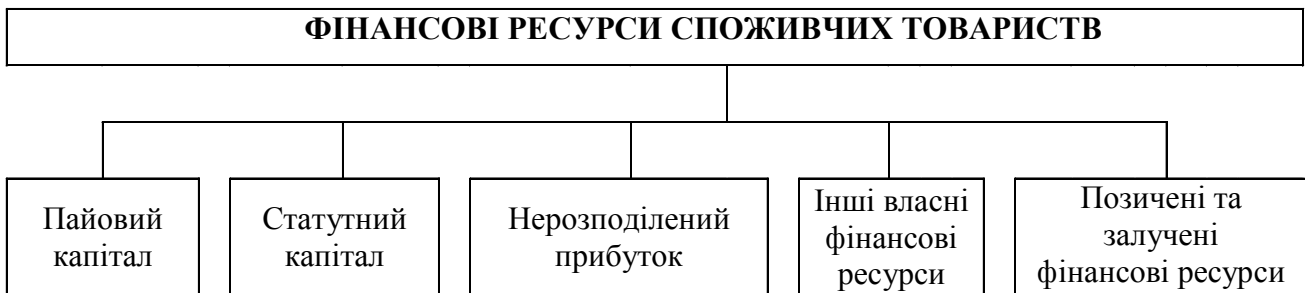 ФІНАНСОВІ РЕСУРСИ СПОЖИВЧИХ ТОВАРИСТВ
Пайовий
капітал
Статутний
капітал
Нерозподілений
прибуток
Інші власні
фінансові
ресурси
Позичені та
залучені
фінансові ресурси